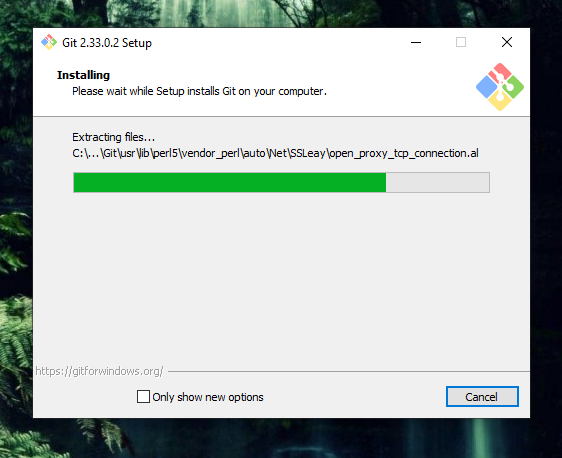 Git 2.33.0.2 Setup
Installing
Please wait while Setup installs Git on your computer.
Extracting files...
C:\...\Git\usr\lib\perl5\vendor_perl\auto\Net\SSLeay\open_proxy_tcp_connection.al
https://gitforwindows.org/
Only show new options
Cancel